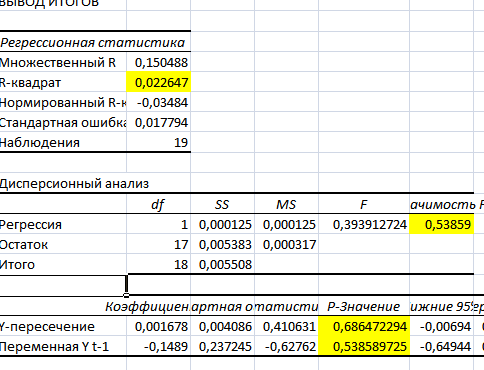 ВЫВОД ИТОГОВ
Регрессионная статистика
Множественный R 0,150488
R-квадрат 0,022647
Нормированный R-к -0,03484
Стандартная ошибка 0,017794
Наблюдения 19
Дисперсионный анализ
df SS MS F ачимость F
Регрессия 1 0,000125 0,000125 0,393912724 0,53859
Остаток 17 0,005383 0,000317
Итого 18 0,005508
Коэффициен артная о татисти P-Значение ижние 95% ер
Y-пересечение 0,001678 0,004086 0,410631 0,686472294 -0,00694
Переменная Y t-1 -0,1489 0,237245 -0,62762 0,538589725 -0,64944